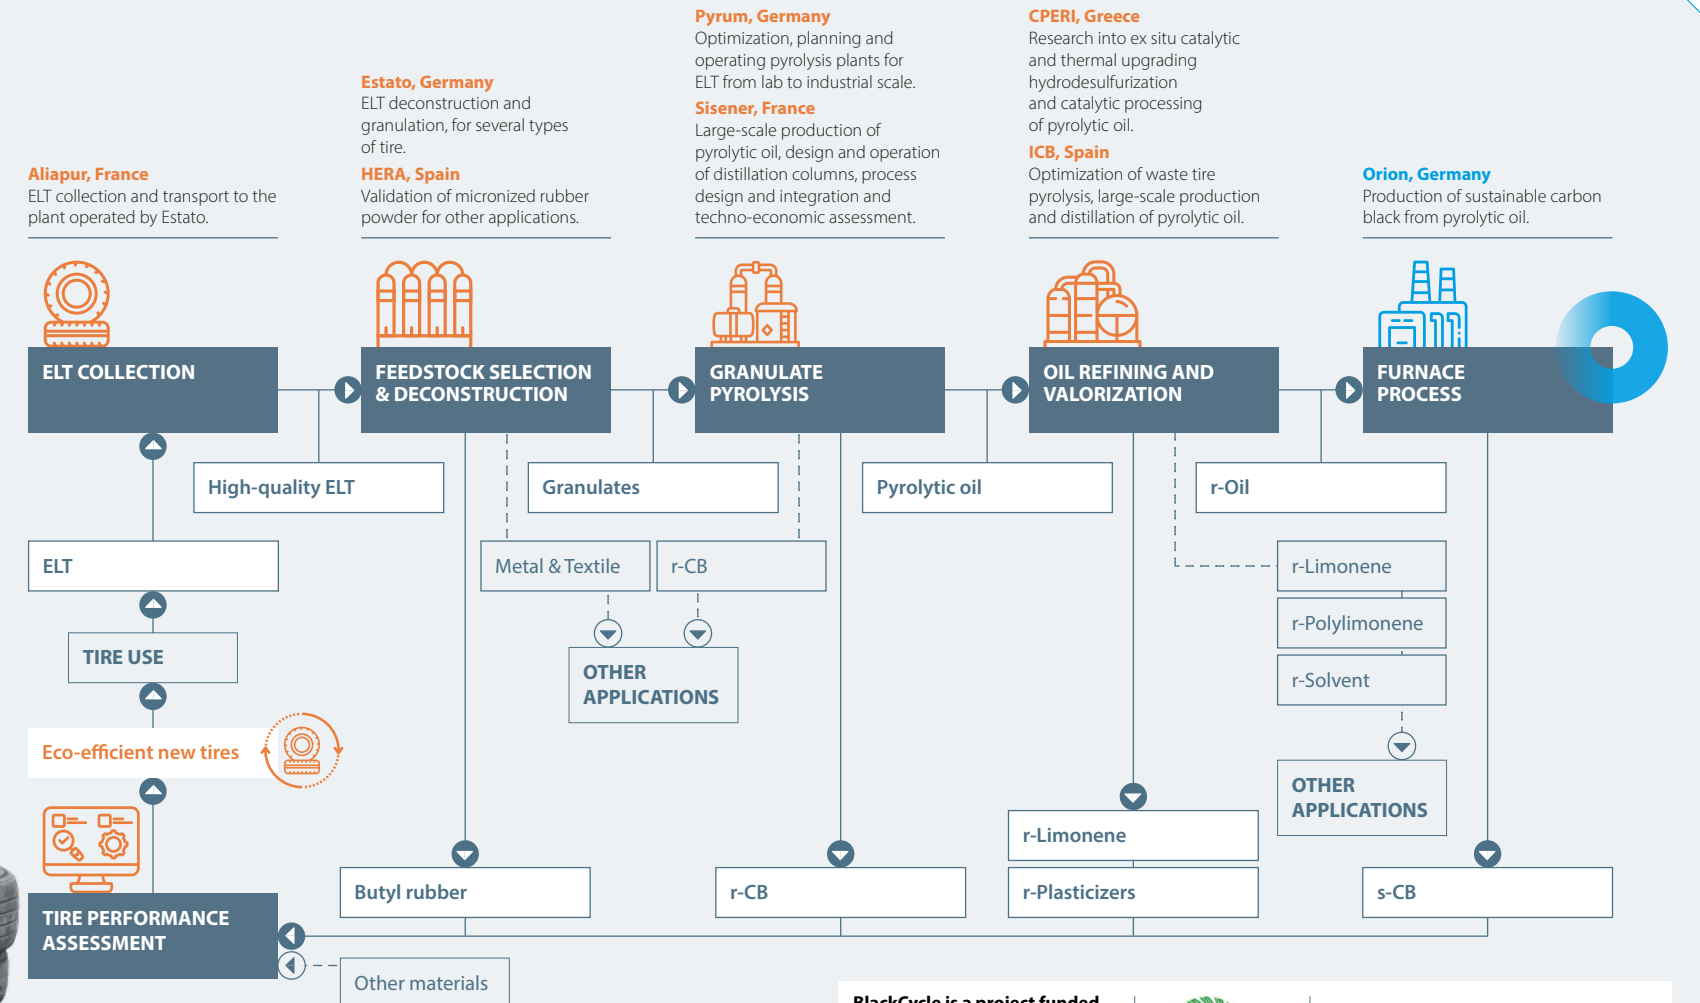 Aliapur, France
ELT collection and transport to the
plant operated by Estato.
Estato, Germany
ELT deconstruction and
granulation, for several types
of tire.
HERA, Spain
Validation of micronized rubber
powder for other applications.
Pyrum, Germany
Optimization, planning and
operating pyrolysis plants for
ELT from lab to industrial scale.
Sisener, France
Large-scale production of
pyrolytic oil, design and operation
of distillation columns, process
design and integration and
techno-economic assessment.
CPERI, Greece
Research into ex situ catalytic
and thermal upgrading
hydrodesulfurization
and catalytic processing
of pyrolytic oil.
ICB, Spain
Optimization of waste tire
pyrolysis, large-scale production
and distillation of pyrolytic oil.
Orion, Germany
Production of sustainable carbon
black from pyrolytic oil.
ELT COLLECTION
FEEDSTOCK SELECTION
& DECONSTRUCTION
GRANULATE
PYROLYSIS
OIL REFINING AND
VALORIZATION
FURNACE
PROCESS
High-quality ELT
Granulates
Pyrolytic oil
r-Oil
ELT
Metal & Textile
r-CB
r-Limonene
r-Polylimonene
r-Solvent
TIRE USE
OTHER
APPLICATIONS
Eco-efficient new tires
OTHER
APPLICATIONS
r-Limonene
Butyl rubber
r-CB
r-Plasticizers
s-CB
TIRE PERFORMANCE
ASSESSMENT
Other materials
BlackCycle is a project funded